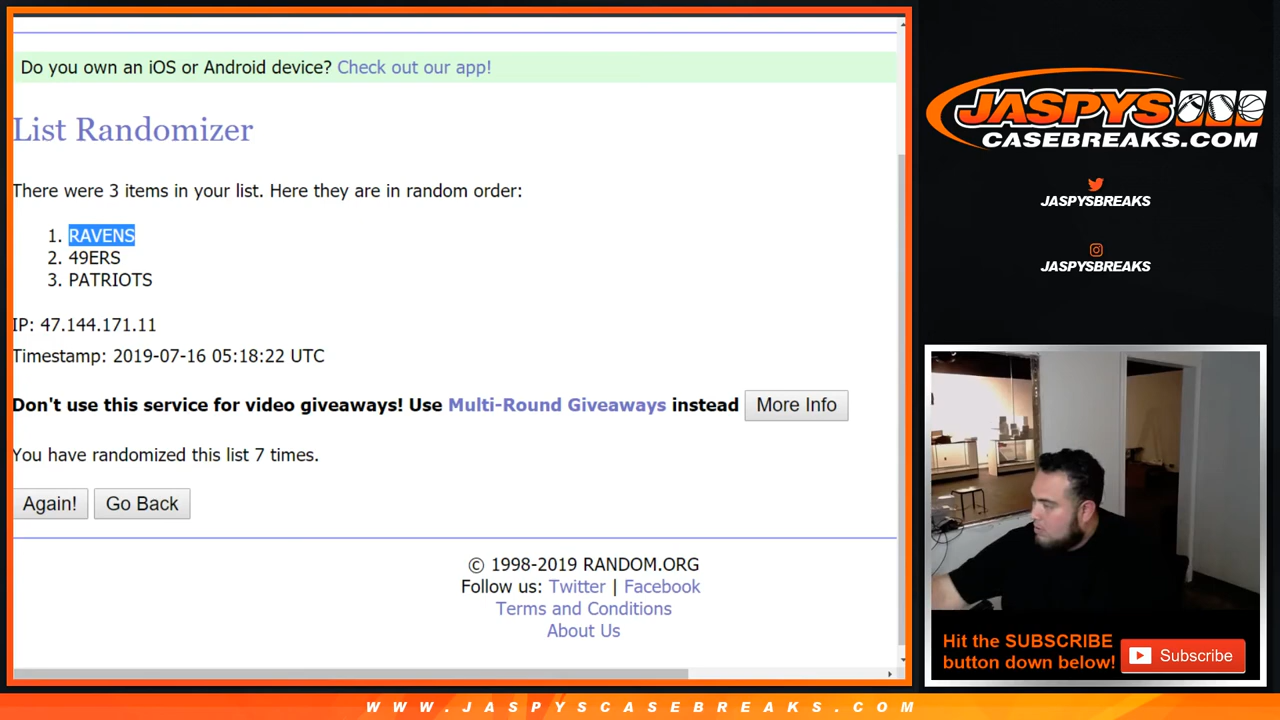 Do you own an iOS or Android device? Check out our app!
List Randomizer
There were 3 items in your list. Here they are in random order:
1. RAVENS
2. 49ERS
3. PATRIOTS
IP: 47.144.171.11
Timestamp: 2019-07-16 05:18:22 UTC
Don't use this service for video giveaways! Use Multi-Round Giveaways instead More Info
You have randomized this list 7 times.
Again! Go Back
© 1998-2019 RANDOM.ORG
Follow us: Twitter | Facebook
Terms and Conditions
About Us
JASPYS
CASEBREAKS.COM
JASPYSBREAKS
JASPYSBREAKS
Hit the SUBSCRIBE
button down below!
Subscribe
WWW.JASPYSCASEBREAKS.COM